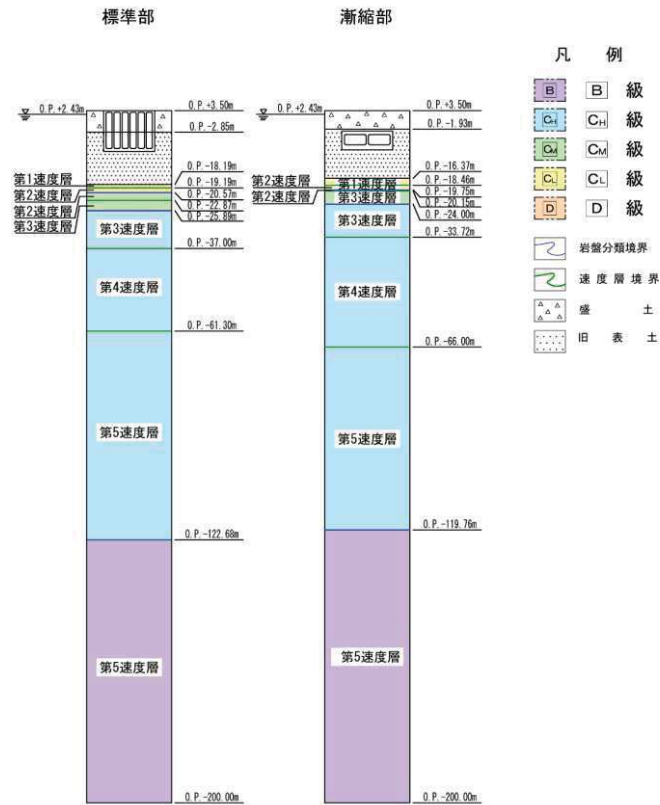 標準部
O.P.+2.43m
O.P.+3.50m
O.P.-2.85m
O.P.-18.19m
第1速度層
O.P.-19.19m
第2速度層
O.P.-20.57m
第2速度層
O.P.-22.87m
第3速度層
O.P.-25.89m
第3速度層
O.P.-37.00m
第4速度層
O.P.-61.30m
第5速度層
O.P.-122.68m
第5速度層
O.P.-200.00m
漸縮部
O.P.+2.43m
O.P.+3.50m
O.P.-1.93m
O.P.-16.37m
第2速度層
第1速度層
O.P.-18.46m
第2速度層
O.P.-19.75m
第3速度層
O.P.-20.15m
O.P.-24.00m
第3速度層
O.P.-33.72m
第4速度層
O.P.-66.00m
第5速度層
O.P.-119.76m
第5速度層
O.P.-200.00m
凡 例
B B 級
CH CH 級
CM CM 級
CL CL 級
D D 級
岩盤分類境界
速度層境界
盛 土
旧 表 土